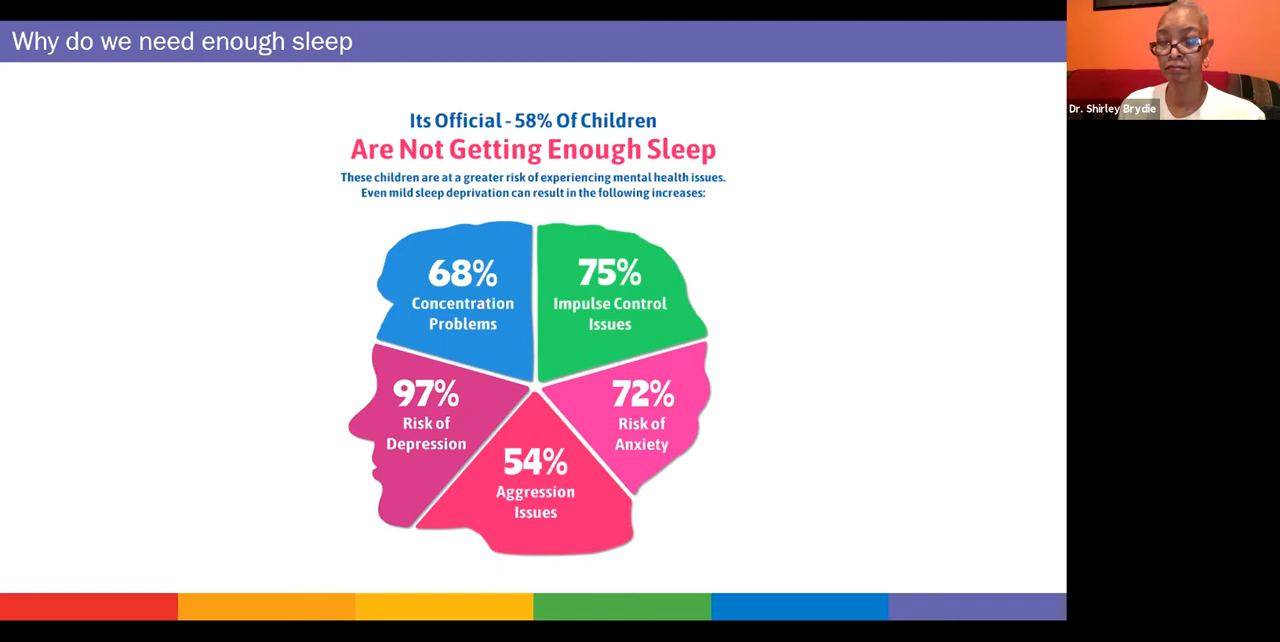 Why do we need enough sleep
Dr. Shirley Brydie
Its Official - 58% Of Children
Are Not Getting Enough Sleep
These children are at a greater risk of experiencing mental health issues.
Even mild sleep deprivation can result in the following increases:
68%
Concentration
Problems
75%
Impulse Control
Issues
97%
Risk of
Depression
72%
Risk of
Anxiety
54%
Aggression
Issues